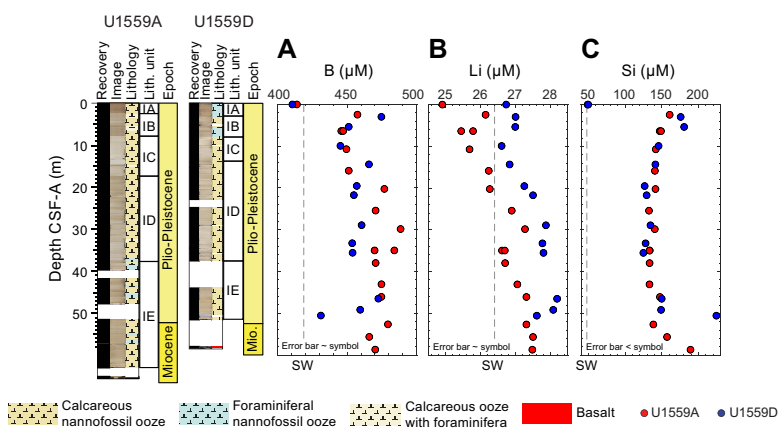 U1559A
U1559D
Recovery
Image
Lithology
Lith. unit
Epoch
Recovery
Image
Lithology
Lith. unit
Epoch
A
B
C
B (µM)
Li (µM)
Si (µM)
400
450
500
25
26
27
28
50
100
150
200
Depth CSF-A (m)
0
10
20
30
40
50
IA
IB
IC
ID
IE
Plio-Pleistocene
Miocene
IA
IB
IC
ID
IE
Plio-Pleistocene
Mio.
Error bar ~ symbol
Error bar ~ symbol
Error bar < symbol
SW
SW
SW
Calcareous
nannofossil ooze
Foraminiferal
nannofossil ooze
Calcareous ooze
with foraminifera
Basalt
U1559A
U1559D